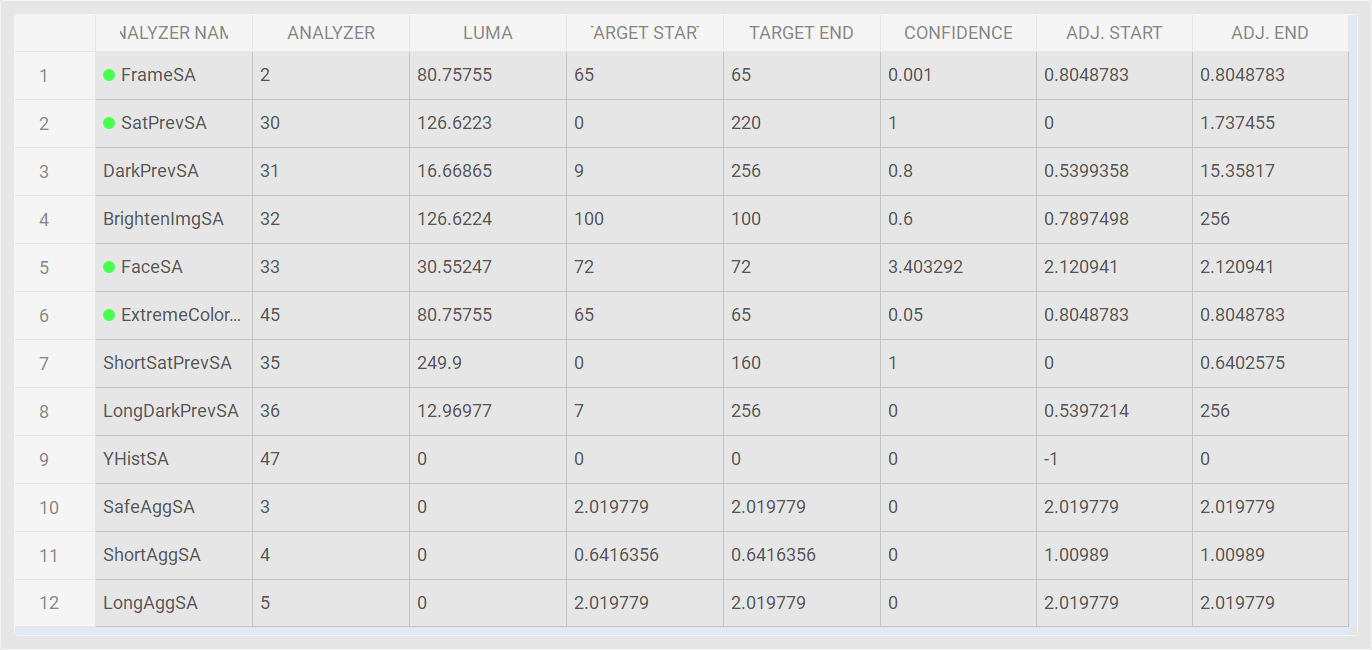 NALYZER NAM ANALYZER LUMA TARGET START TARGET END CONFIDENCE ADJ. START ADJ. END
1 FrameSA 2 80.75755 65 65 0.001 0.8048783 0.8048783
2 SatPrevSA 30 126.6223 0 220 1 0 1.737455
3 DarkPrevSA 31 16.66865 9 256 0.8 0.5399358 15.35817
4 BrightenImgSA 32 126.6224 100 100 0.6 0.7897498 256
5 FaceSA 33 30.55247 72 72 3.403292 2.120941 2.120941
6 ExtremeColor... 45 80.75755 65 65 0.05 0.8048783 0.8048783
7 ShortSatPrevSA 35 249.9 0 160 1 0 0.6402575
8 LongDarkPrevSA 36 12.96977 7 256 0 0.5397214 256
9 YHistSA 47 0 0 0 0 -1 0
10 SafeAggSA 3 0 2.019779 2.019779 0 2.019779 2.019779
11 ShortAggSA 4 0 0.6416356 0.6416356 0 1.00989 1.00989
12 LongAggSA 5 0 2.019779 2.019779 0 2.019779 2.019779